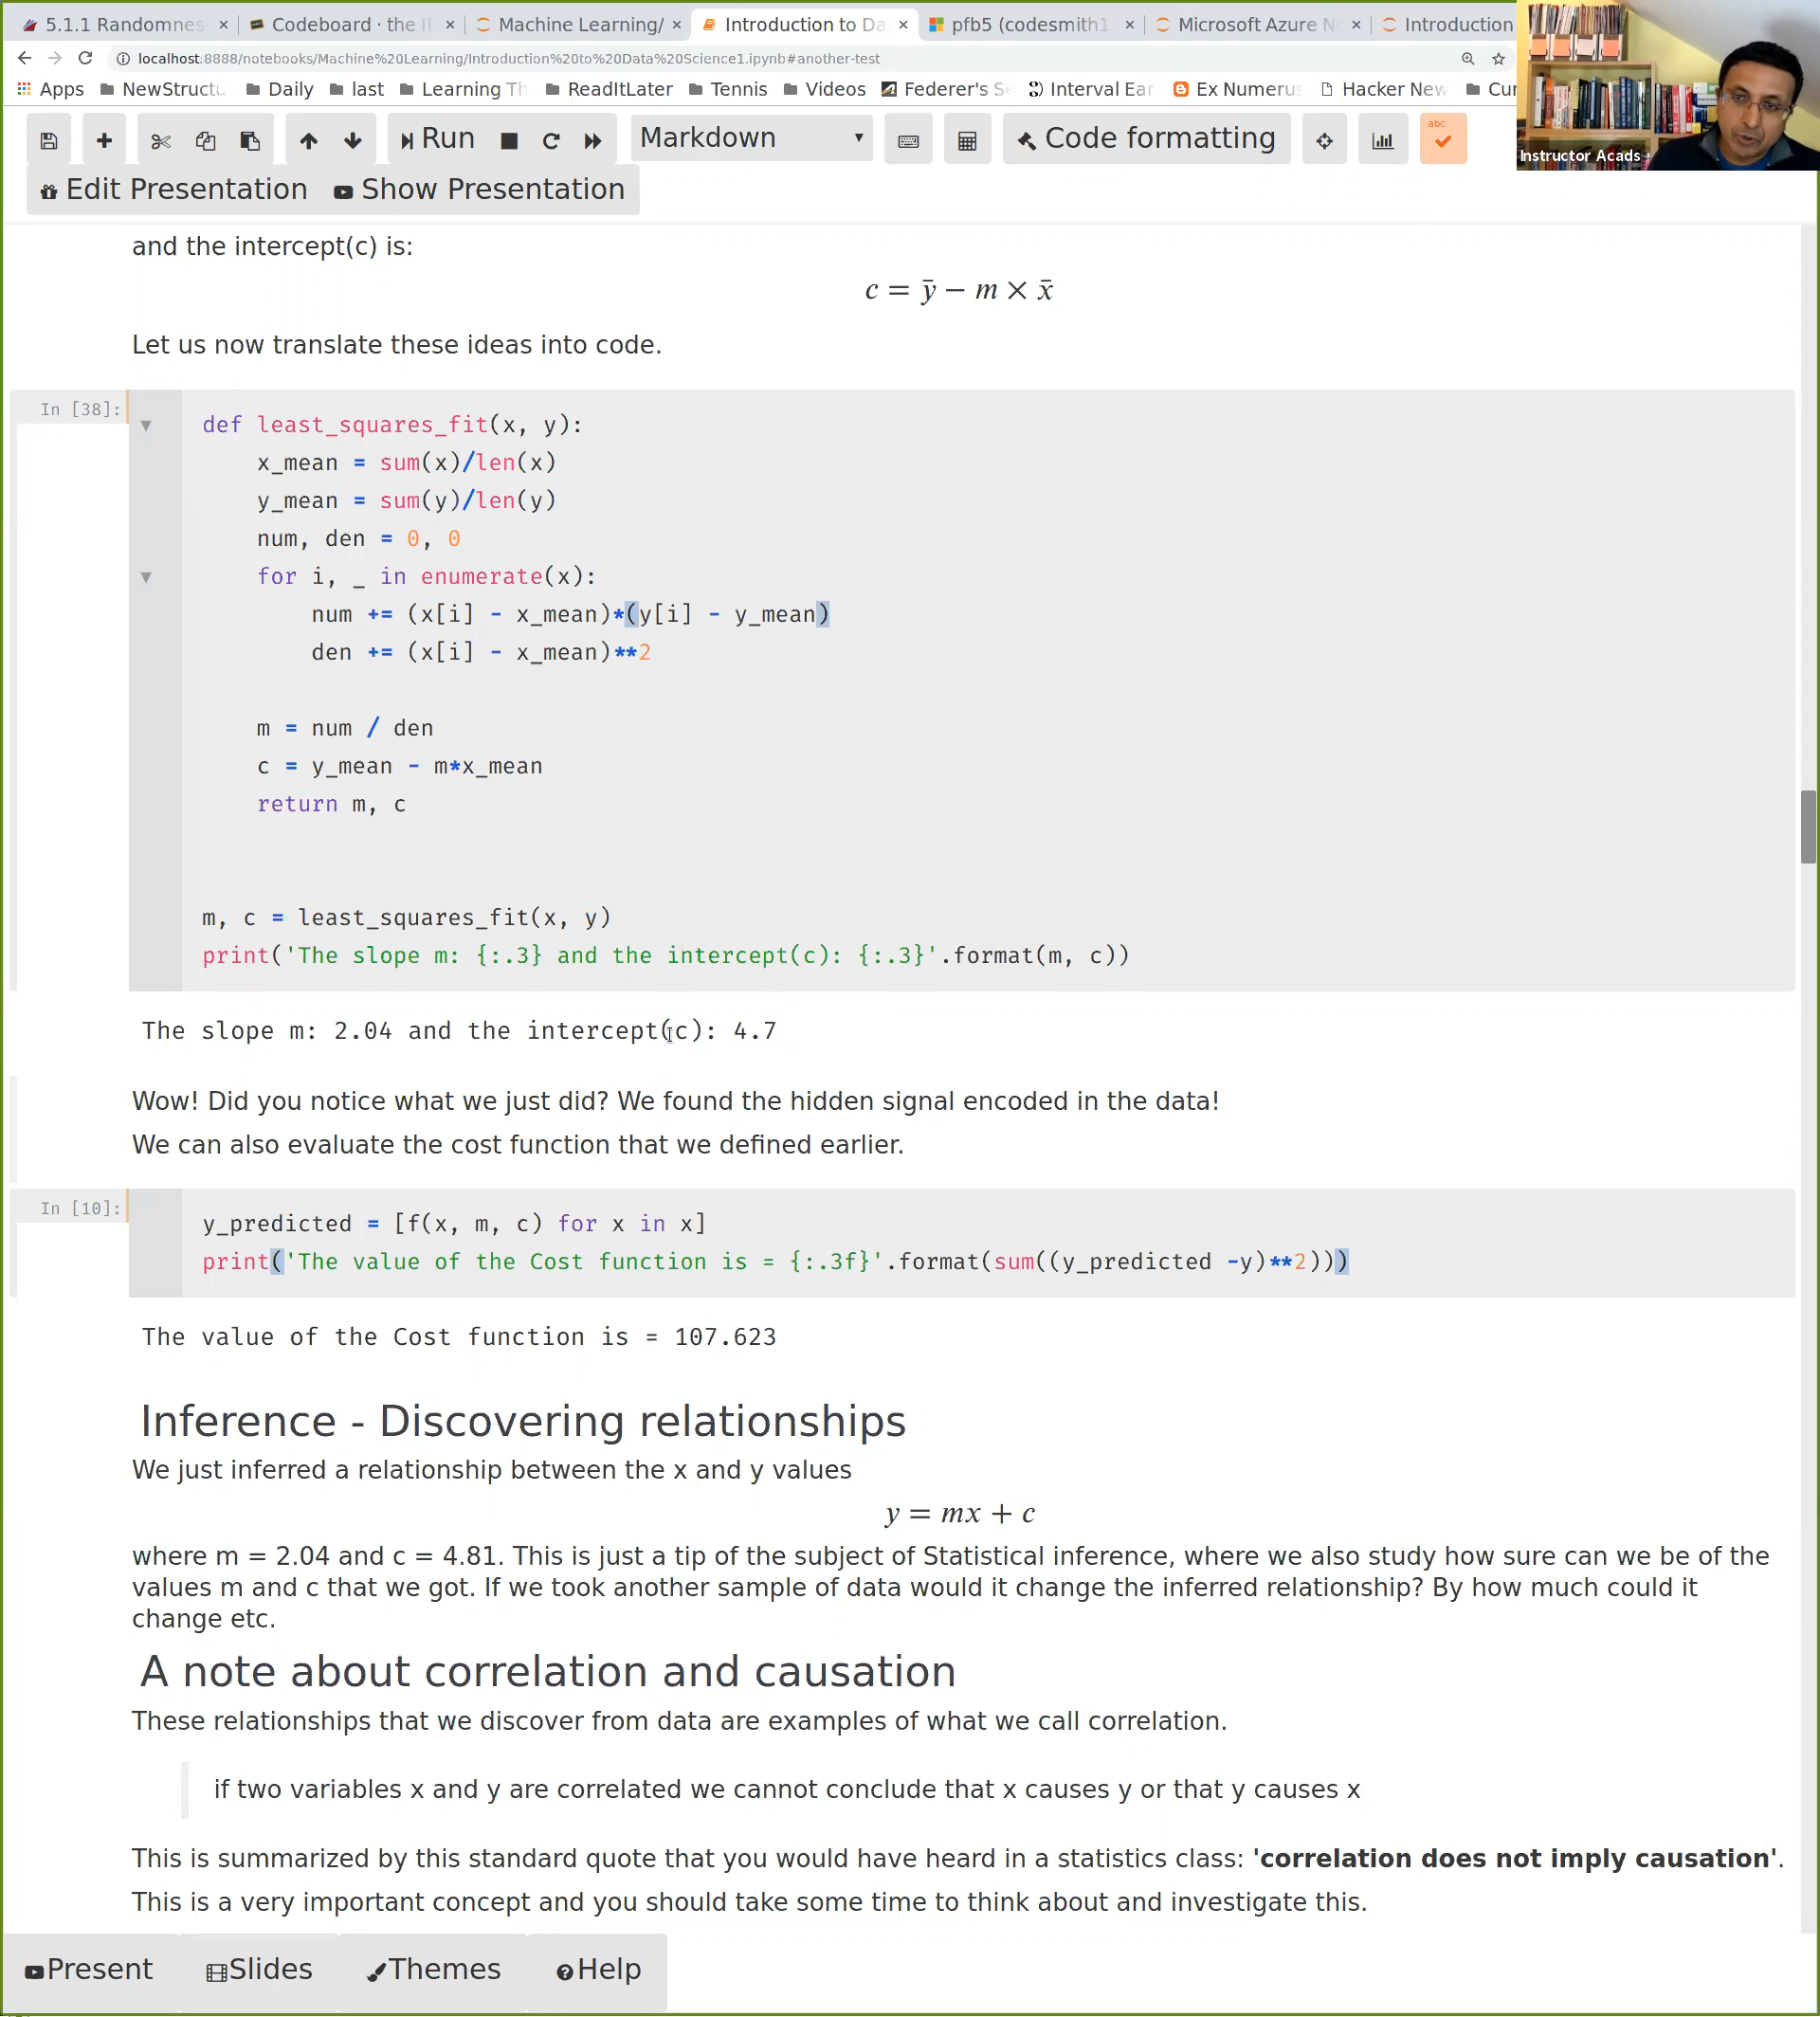 5.1.1 Randomnes
Codeboard · the I
Machine Learning/
Introduction to Da
pfb5 (codesmith1
Microsoft Azure No
Introduction
localhost:8888/notebooks/Machine%20Learning/Introduction%20to%20Data%20Science1.ipynb#another-test
Apps NewStructu Daily last Learning Th ReadItLater Tennis Videos Federer's S Interval Ear Ex Numerus Hacker New Cur
Instructor Acads
Run Markdown Code formatting abc
Edit Presentation Show Presentation
and the intercept(c) is:
c = ȳ − m × x̄
Let us now translate these ideas into code.
In [38]:
def least_squares_fit(x, y):
    x_mean = sum(x)/len(x)
    y_mean = sum(y)/len(y)
    num, den = 0, 0
    for i, _ in enumerate(x):
        num += (x[i] - x_mean)*(y[i] - y_mean)
        den += (x[i] - x_mean)**2
    m = num / den
    c = y_mean - m*x_mean
    return m, c
m, c = least_squares_fit(x, y)
print('The slope m: {:.3} and the intercept(c): {:.3}'.format(m, c))
The slope m: 2.04 and the intercept(c): 4.7
Wow! Did you notice what we just did? We found the hidden signal encoded in the data!
We can also evaluate the cost function that we defined earlier.
In [10]:
y_predicted = [f(x, m, c) for x in x]
print('The value of the Cost function is = {:.3f}'.format(sum((y_predicted -y)**2)))
The value of the Cost function is = 107.623
Inference - Discovering relationships
We just inferred a relationship between the x and y values
y = mx + c
where m = 2.04 and c = 4.81. This is just a tip of the subject of Statistical inference, where we also study how sure can we be of the
values m and c that we got. If we took another sample of data would it change the inferred relationship? By how much could it
change etc.
A note about correlation and causation
These relationships that we discover from data are examples of what we call correlation.
if two variables x and y are correlated we cannot conclude that x causes y or that y causes x
This is summarized by this standard quote that you would have heard in a statistics class: 'correlation does not imply causation'.
This is a very important concept and you should take some time to think about and investigate this.
Present Slides Themes Help